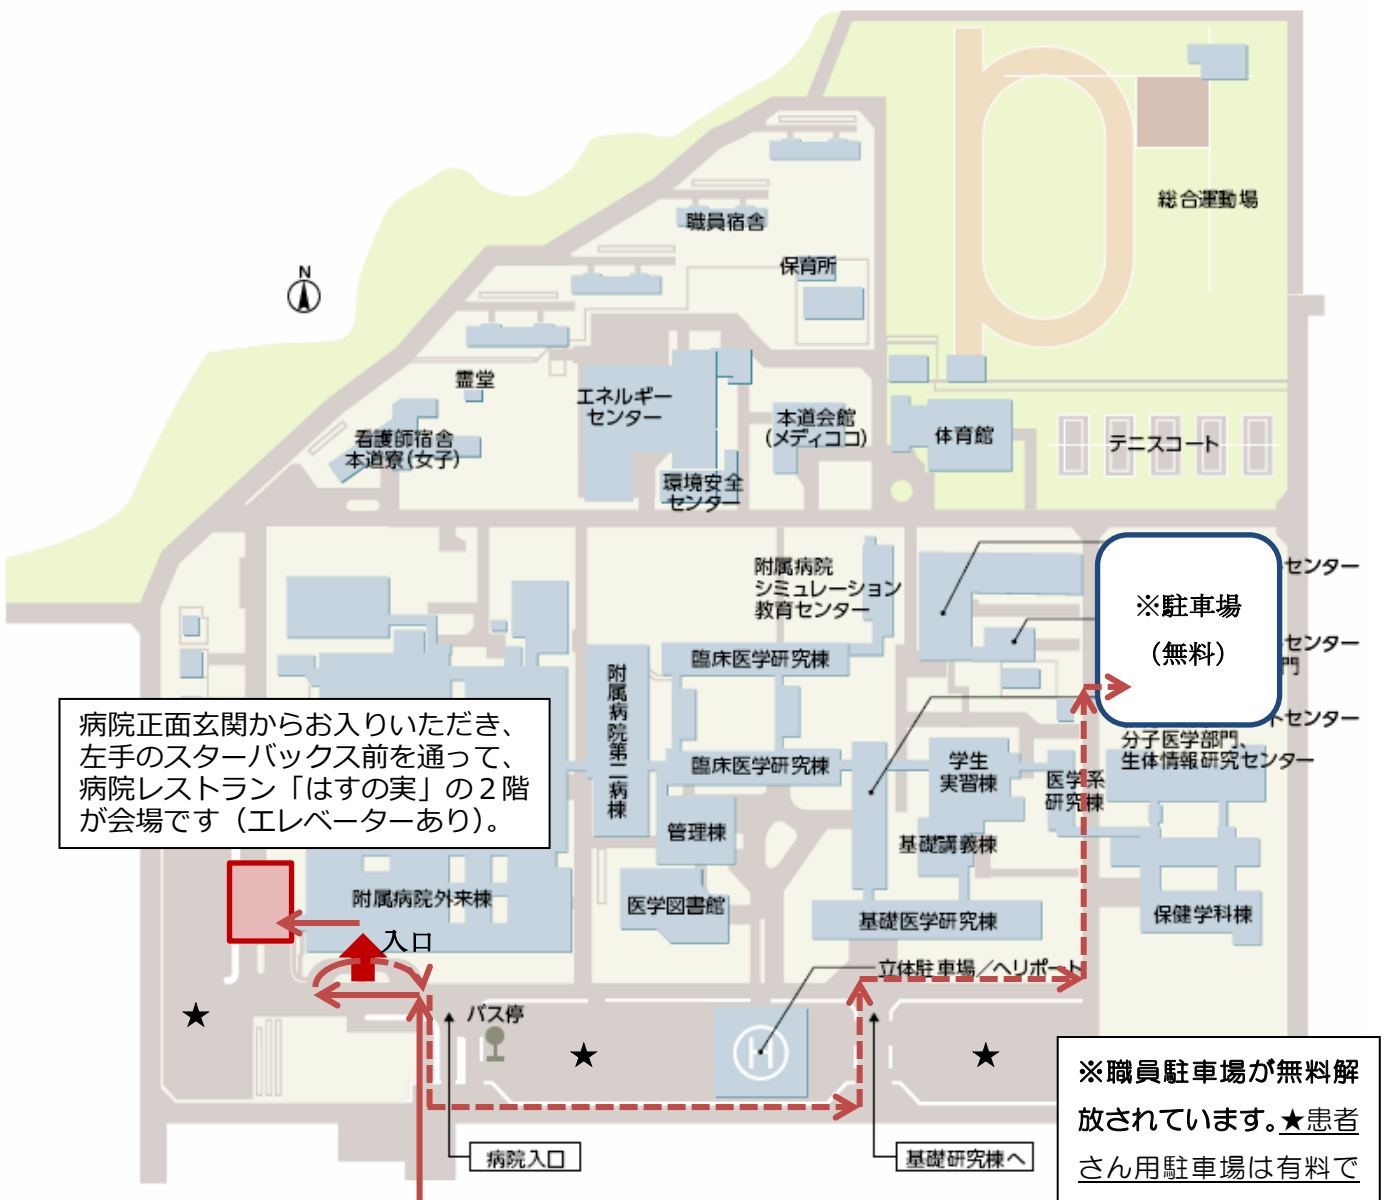 総合運動場
職員宿舎
保育所
N
霊堂
エネルギー
センター
本道会館
(メディココ)
体育館
テニスコート
看護師宿舎
本道寮(女子)
環境安全
センター
附属病院
シミュレーション
教育センター
センター
※駐車場
（無料）
センター
門
臨床医学研究棟
附属病院第二病棟
病院正面玄関からお入りいただき、
左手のスターバックス前を通って、
病院レストラン「はすの実」の２階
が会場です（エレベーターあり）。
トセンター
分子医学部門、
生体情報研究センター
臨床医学研究棟
学生
実習棟
医学系
研究棟
管理棟
基礎講義棟
附属病院外来棟
医学図書館
基礎医学研究棟
保健学科棟
入口
立体駐車場／ヘリポート
★
バス停
★
H
★
※職員駐車場が無料解
放されています。★患者
さん用駐車場は有料で
病院入口
基礎研究棟へ